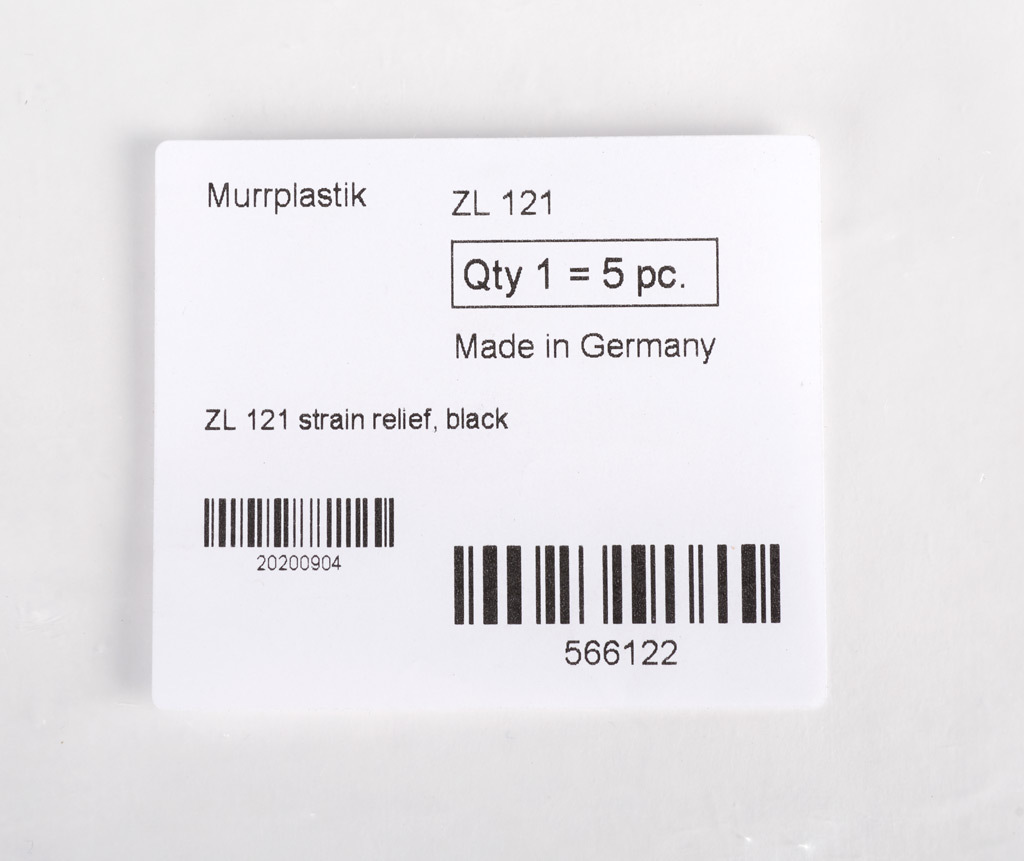 Murrplastik
ZL 121
Qty 1 = 5 pc.
Made in Germany
ZL 121 strain relief, black
20200904
566122